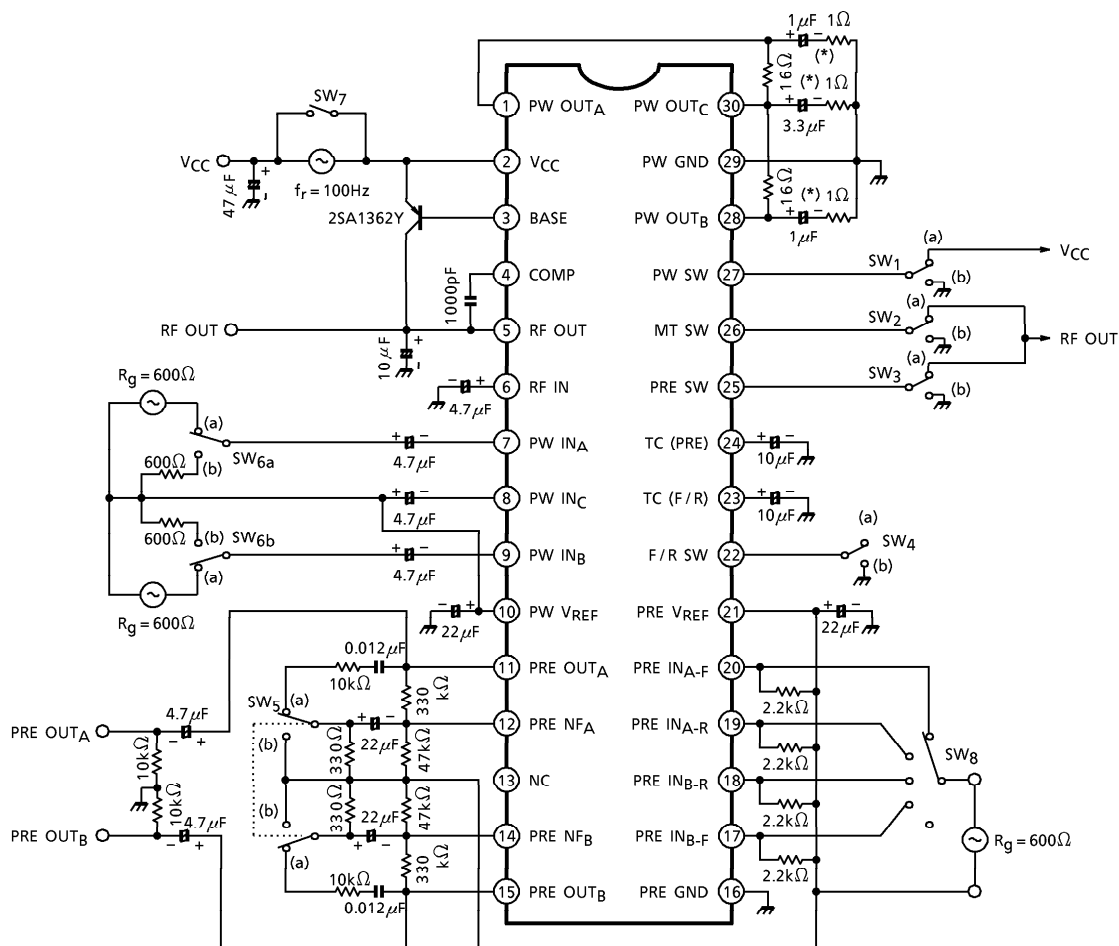 1μF 1Ω
+ −
(*)
16Ω
(*) 1Ω
+ −
3.3μF
16Ω
(*) 1Ω
+ −
1μF
SW7
VCC
47μF
+
−
fr = 100Hz
2SA1362Y
1000pF
RF OUT
10μF
+
−
− +
4.7μF
Rg = 600Ω
(a)
(b)
SW6a
600Ω
+ −
4.7μF
+ −
4.7μF
600Ω
(b)
SW6b
(a)
+ −
4.7μF
Rg = 600Ω
− +
22μF
1 PW OUTA
2 VCC
3 BASE
4 COMP
5 RF OUT
6 RF IN
7 PW INA
8 PW INC
9 PW INB
10 PW VREF
11 PRE OUTA
12 PRE NFA
13 NC
14 PRE NFB
15 PRE OUTB
PW OUTC 30
PW GND 29
PW OUTB 28
PW SW 27
MT SW 26
PRE SW 25
TC (PRE) 24
TC (F/R) 23
F/R SW 22
PRE VREF 21
PRE INA-F 20
PRE INA-R 19
PRE INB-R 18
PRE INB-F 17
PRE GND 16
SW1
(a)
(b)
VCC
SW2
(a)
(b)
RF OUT
SW3
(a)
(b)
+ −
10μF
+ −
10μF
(a)
SW4
(b)
+ −
22μF
2.2kΩ
2.2kΩ
2.2kΩ
2.2kΩ
SW8
Rg = 600Ω
0.012μF
10kΩ
330 kΩ
SW5
(a)
+ −
22μF
(b)
330Ω
47kΩ
(b)
330Ω
22μF
+ −
47kΩ
(a)
330 kΩ
10kΩ
0.012μF
PRE OUTA
4.7μF
− +
10kΩ
10kΩ
PRE OUTB
4.7μF
− +